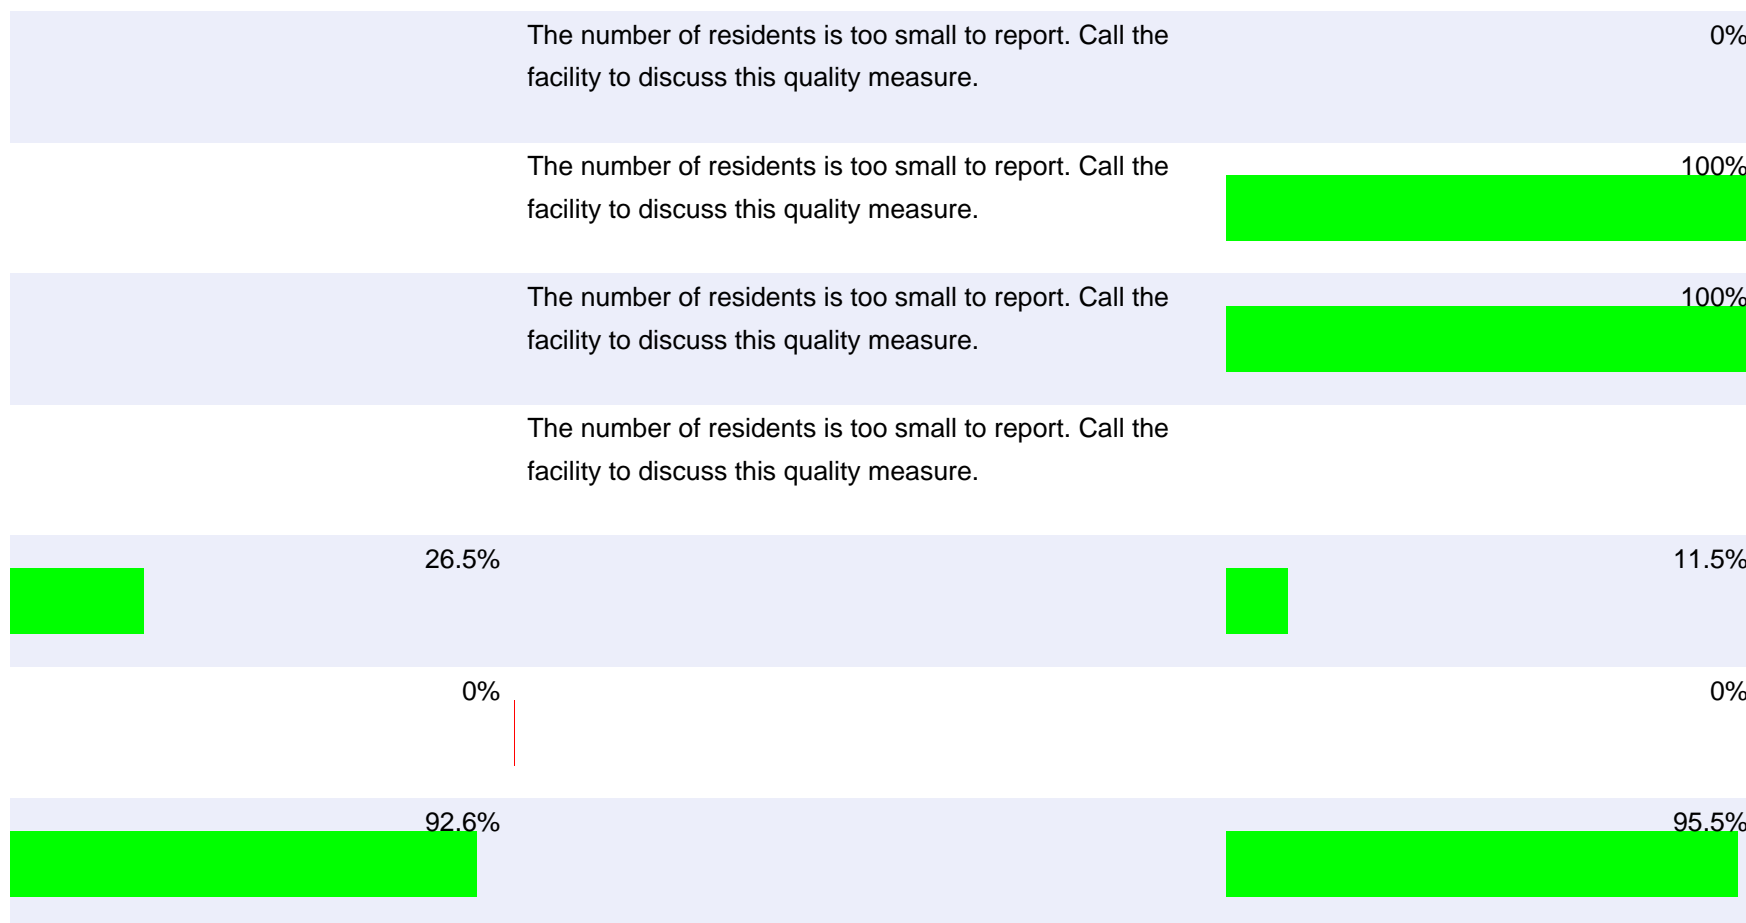 The number of residents is too small to report. Call the
facility to discuss this quality measure.
0%
The number of residents is too small to report. Call the
facility to discuss this quality measure.
100%
The number of residents is too small to report. Call the
facility to discuss this quality measure.
100%
The number of residents is too small to report. Call the
facility to discuss this quality measure.
26.5%
11.5%
0%
0%
92.6%
95.5%